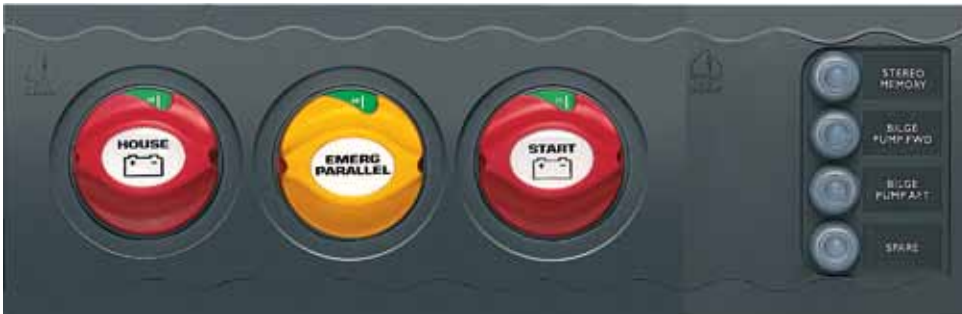 HOUSE
EMERG
PARALLEL
START
STEREO
MEMORY
BILGE
PUMP FWD
BILGE
PUMP AFT
SPARE